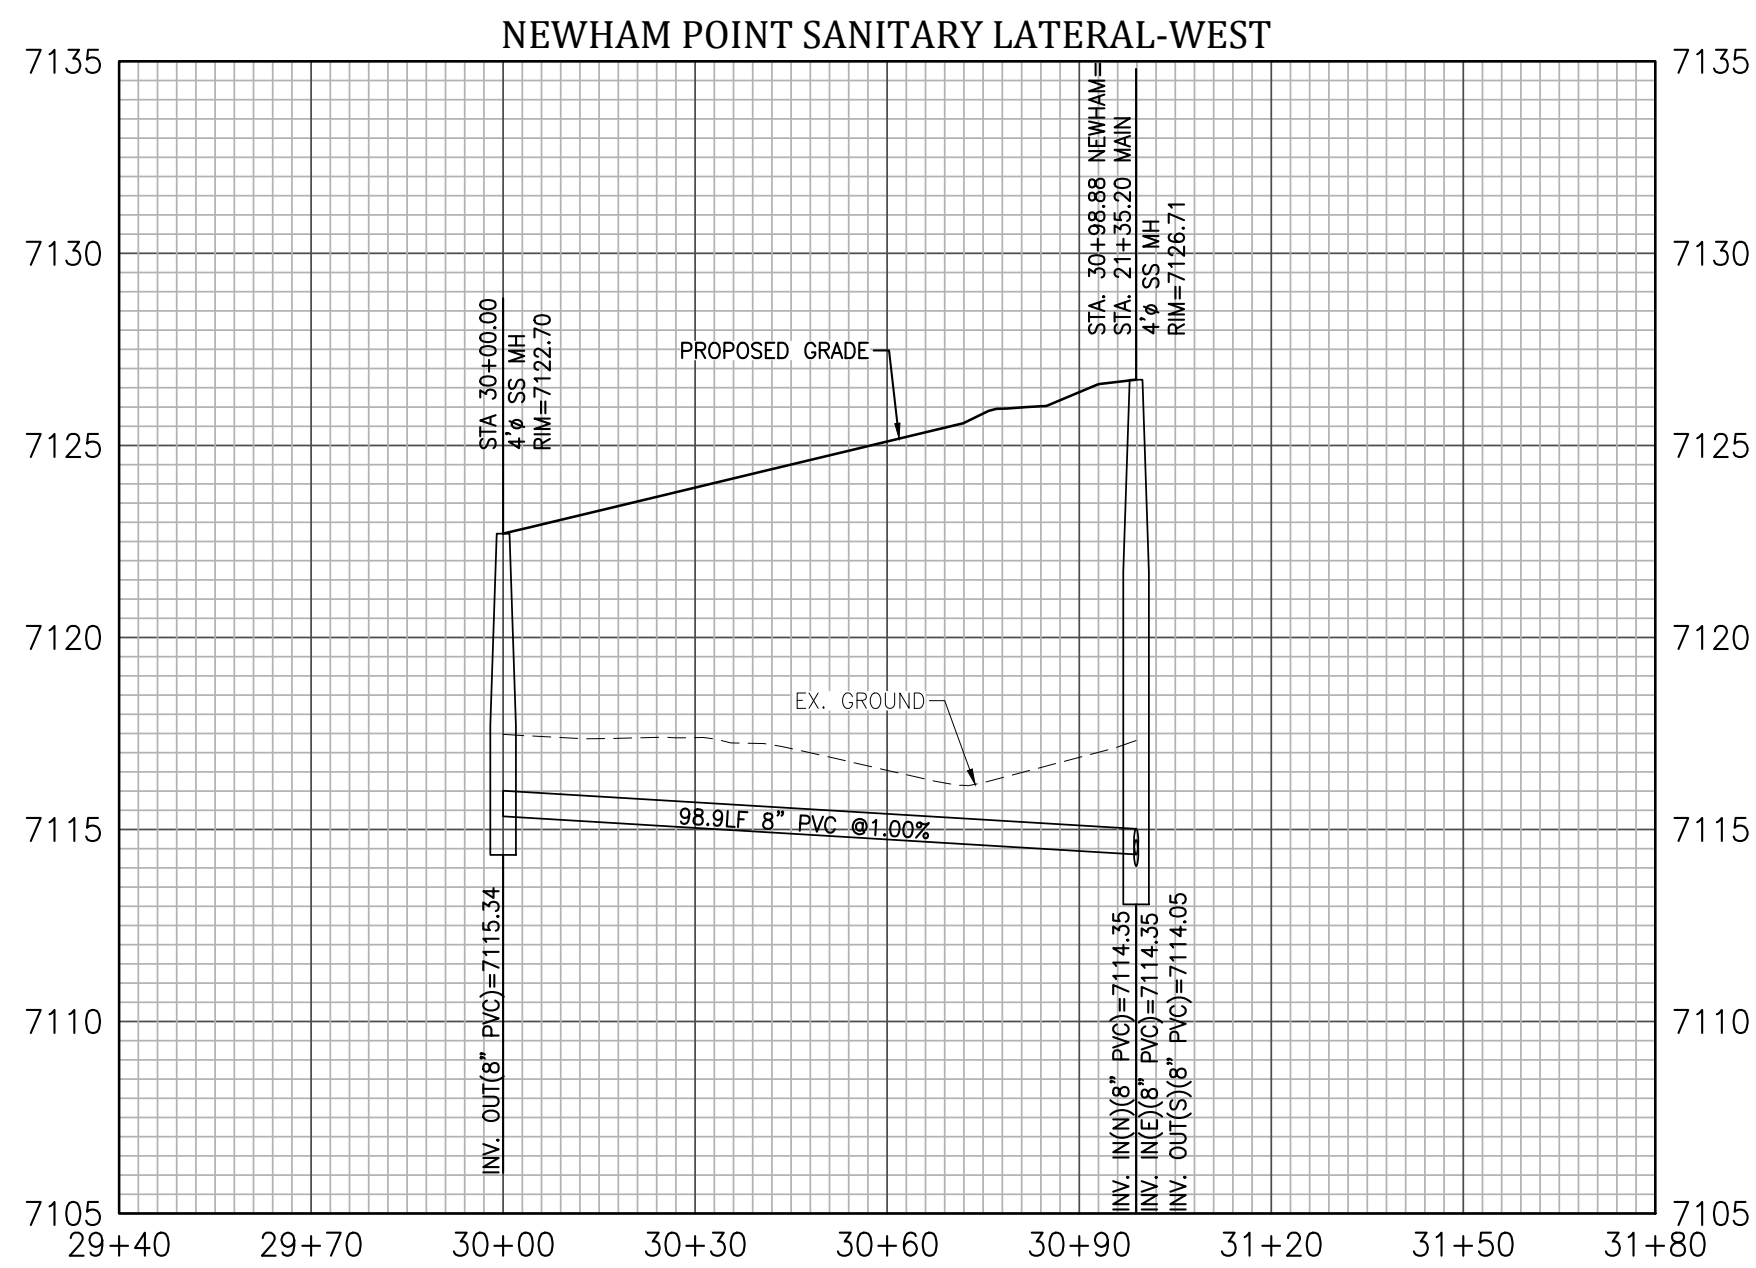 NEWHAM POINT SANITARY LATERAL-WEST
7135
7135
7130
7130
7125
7125
7120
7120
7115
7115
7110
7110
7105
7105
STA 30+00.00
4'ø SS MH
RIM=7122.70
PROPOSED GRADE
STA. 30+98.88 NEWHAM=
STA. 21+35.20 MAIN
4'ø SS MH
RIM=7126.71
EX. GROUND
98.9LF 8" PVC @1.00%
INV. OUT(8" PVC)=7115.34
INV. IN(N)(8" PVC)=7114.35
INV. IN(E)(8" PVC)=7114.35
INV. OUT(S)(8" PVC)=7114.05
29+40 29+70 30+00 30+30 30+60 30+90 31+20 31+50 31+80